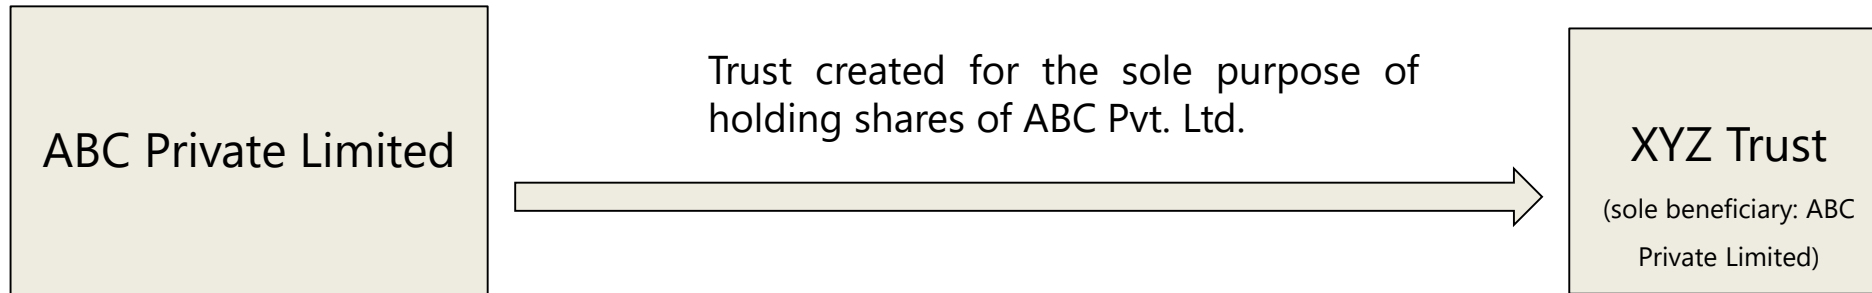 ABC Private Limited
Trust created for the sole purpose of
holding shares of ABC Pvt. Ltd.
XYZ Trust
(sole beneficiary: ABC
Private Limited)